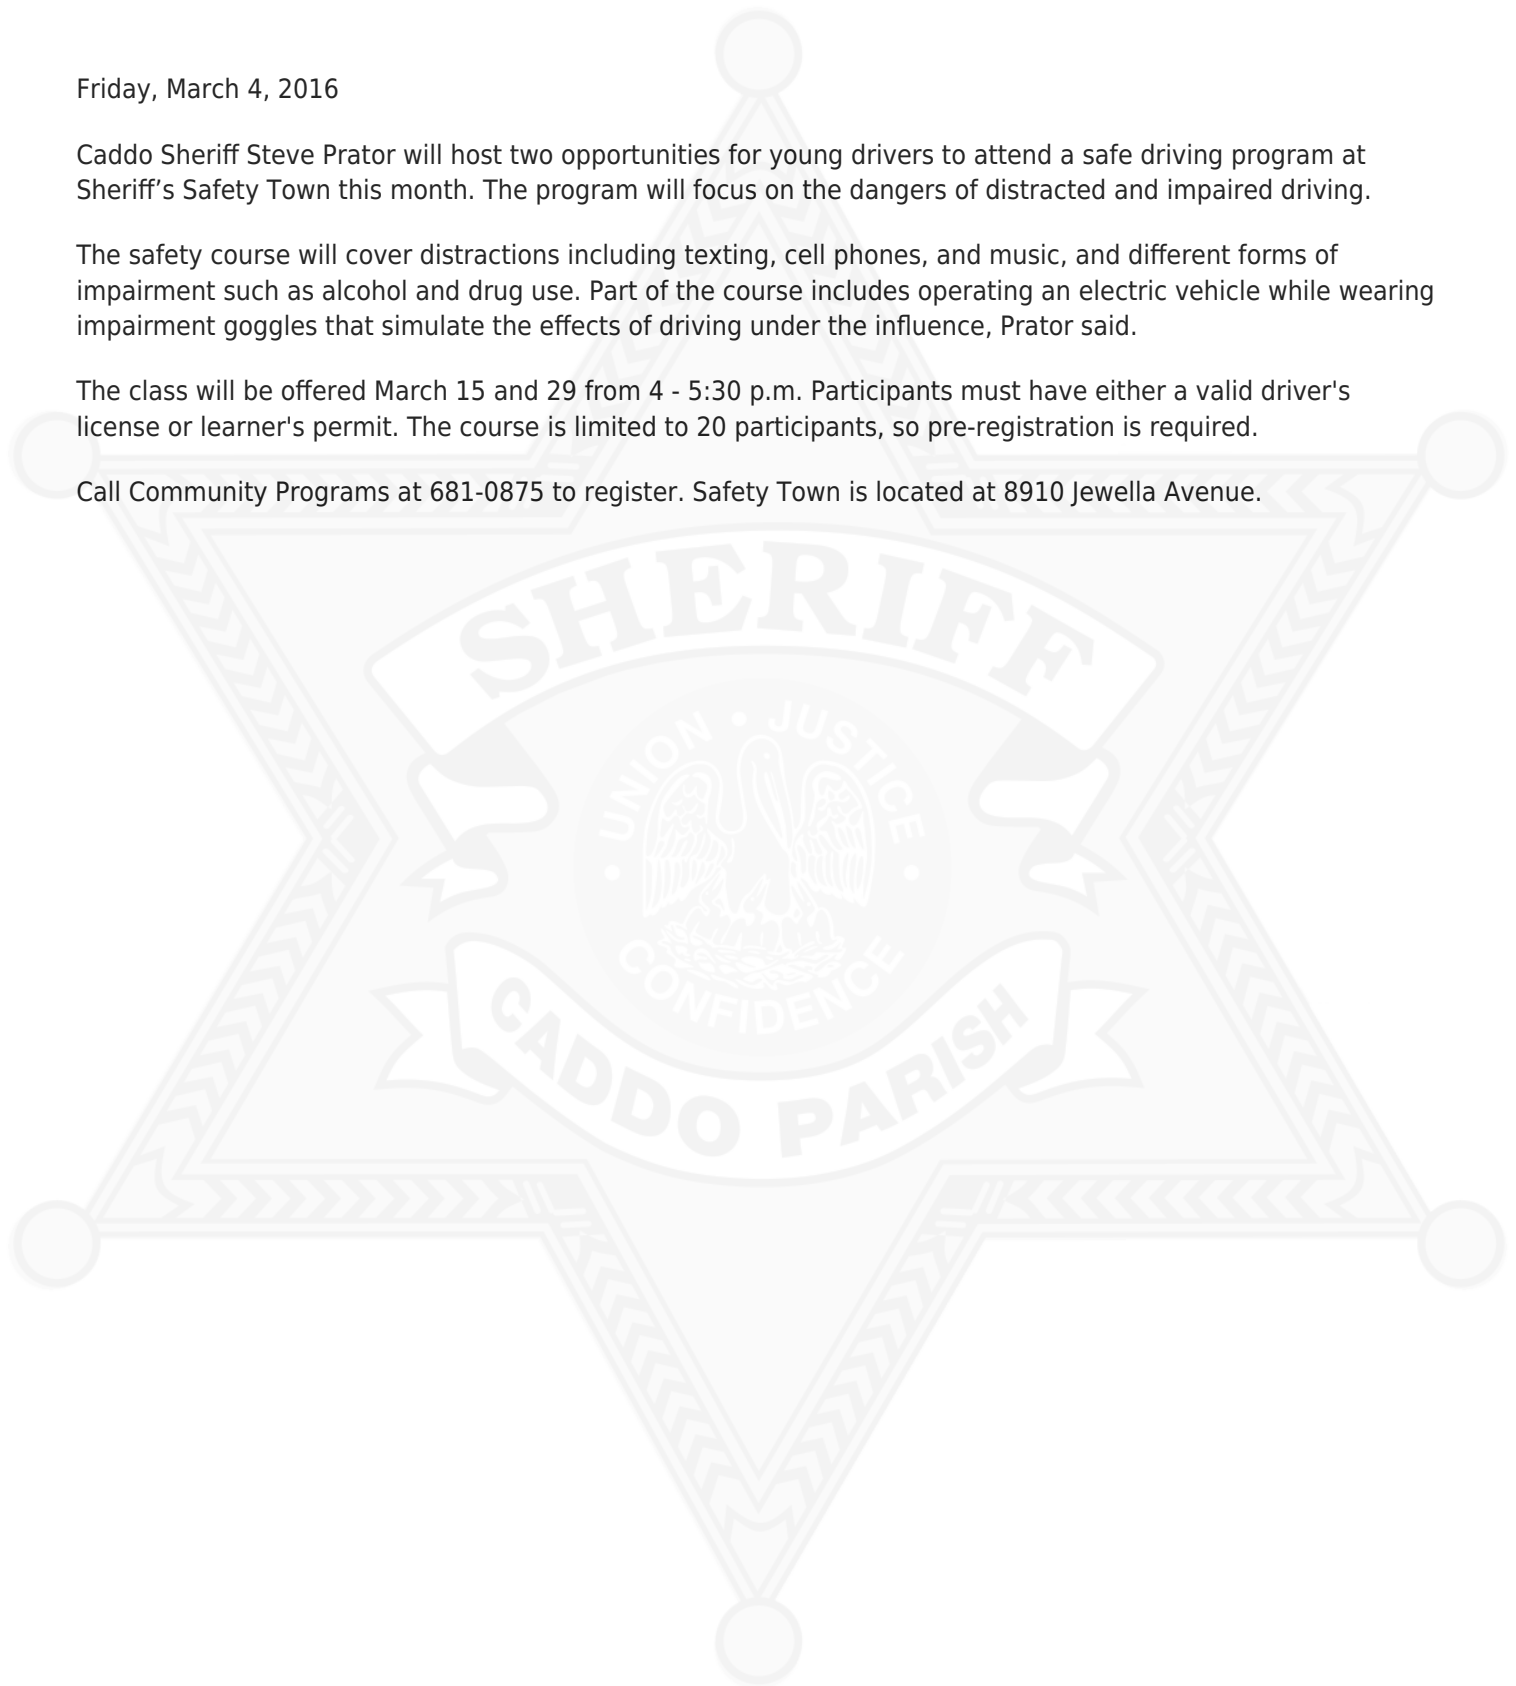 Friday, March 4, 2016
Caddo Sheriff Steve Prator will host two opportunities for young drivers to attend a safe driving program at
Sheriff’s Safety Town this month. The program will focus on the dangers of distracted and impaired driving.
The safety course will cover distractions including texting, cell phones, and music, and different forms of
impairment such as alcohol and drug use. Part of the course includes operating an electric vehicle while wearing
impairment goggles that simulate the effects of driving under the influence, Prator said.
The class will be offered March 15 and 29 from 4 - 5:30 p.m. Participants must have either a valid driver's
license or learner's permit. The course is limited to 20 participants, so pre-registration is required.
Call Community Programs at 681-0875 to register. Safety Town is located at 8910 Jewella Avenue.
SHERIFF
UNION • JUSTICE
• CONFIDENCE •
CADDO PARISH